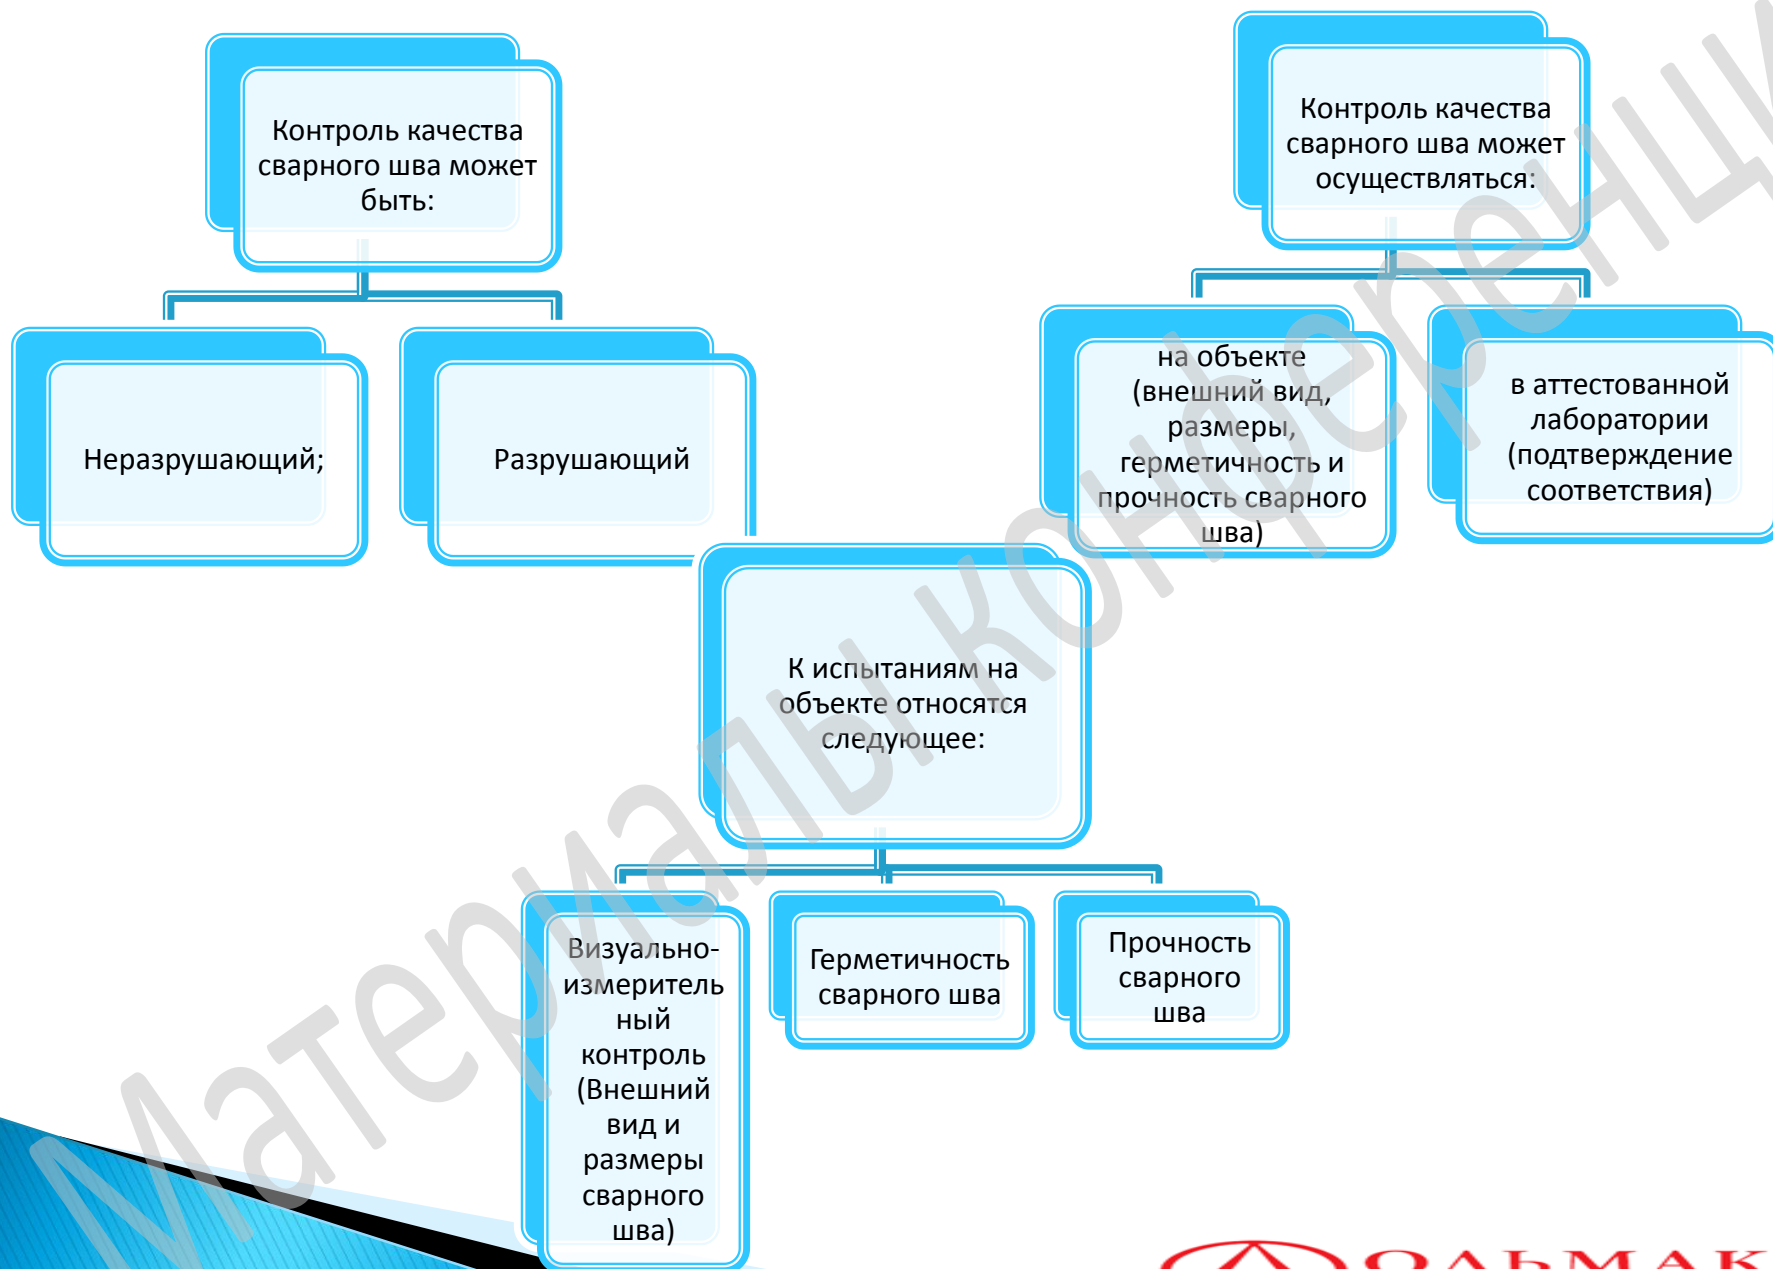 Контроль качества
сварного шва может
быть:
Неразрушающий;
Разрушающий
Контроль качества
сварного шва может
осуществляться:
на объекте
(внешний вид,
размеры,
герметичность и
прочность сварного
шва)
в аттестованной
лаборатории
(подтверждение
соответствия)
К испытаниям на
объекте относятся
следующее:
Визуально-
измеритель
ный
контроль
(Внешний
вид и
размеры
сварного
шва)
Герметичность
сварного шва
Прочность
сварного
шва
Материалы конференци
ОЛЬМАК